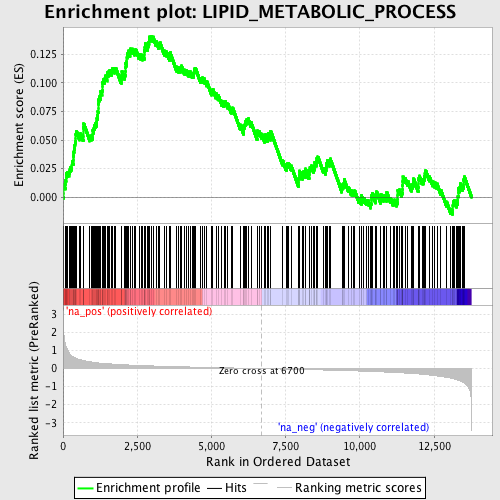 Enrichment plot: LIPID_METABOLIC_PROCESS
Enrichment score (ES)
0.125
0.100
0.075
0.050
0.025
0.000
'na_pos' (positively correlated)
Ranked list metric (PreRanked)
3
2
1
0
-1
-2
-3
Zero cross at 6700
'na_neg' (negatively correlated)
0
2,500
5,000
7,500
10,000
12,500
Rank in Ordered Dataset
Enrichment profile
Hits
Ranking metric scores